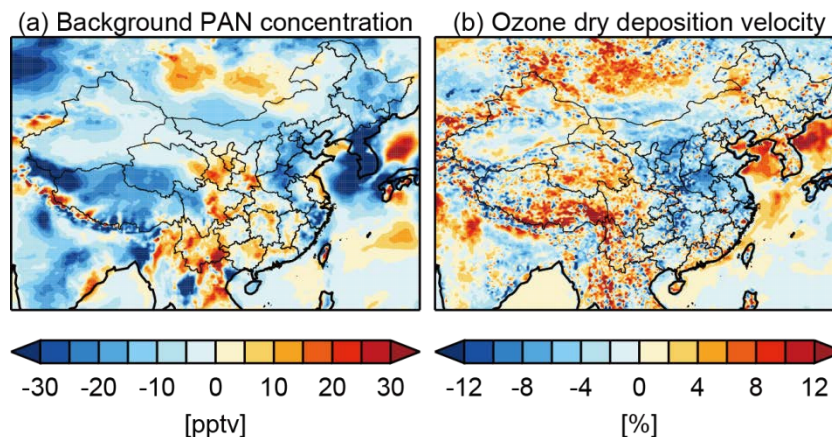 (a) Background PAN concentration (b) Ozone dry deposition velocity
-30 -20 -10 0 10 20 30 -12 -8 -4 0 4 8 12
[pptv] [%]